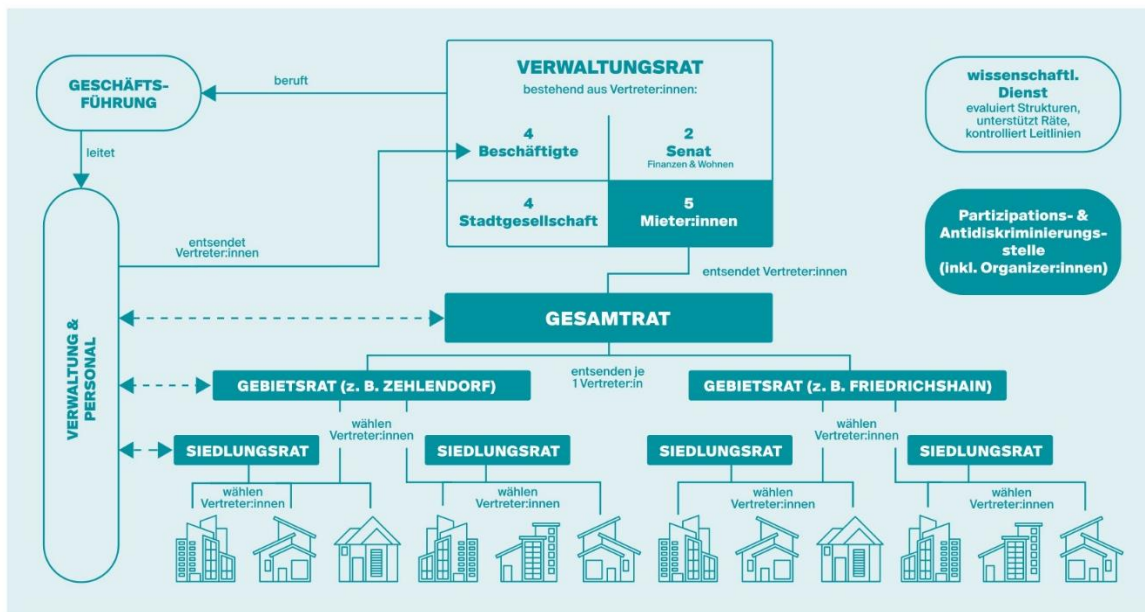 GESCHÄFTS-
FÜHRUNG
beruft
leitet
VERWALTUNGSRAT
bestehend aus Vertreter:innen:
4
Beschäftigte
2
Senat
Finanzen & Wohnen
4
Stadtgesellschaft
5
Mieter:innen
wissenschaftl.
Dienst
evaluiert Strukturen,
unterstützt Räte,
kontrolliert Leitlinien
Partizipations- &
Antidiskriminierungs-
stelle
(inkl. Organizer:innen)
entsendet
Vertreter:innen
entsendet Vertreter:innen
VERWALTUNG &
PERSONAL
GESAMTRAT
entsenden je
1 Vertreter:in
GEBIETSRAT (z. B. ZEHLENDORF)
GEBIETSRAT (z. B. FRIEDRICHSHAIN)
wählen
Vertreter:innen
wählen
Vertreter:innen
SIEDLUNGSRAT
SIEDLUNGSRAT
SIEDLUNGSRAT
SIEDLUNGSRAT
wählen
Vertreter:innen
wählen
Vertreter:innen
wählen
Vertreter:innen
wählen
Vertreter:innen